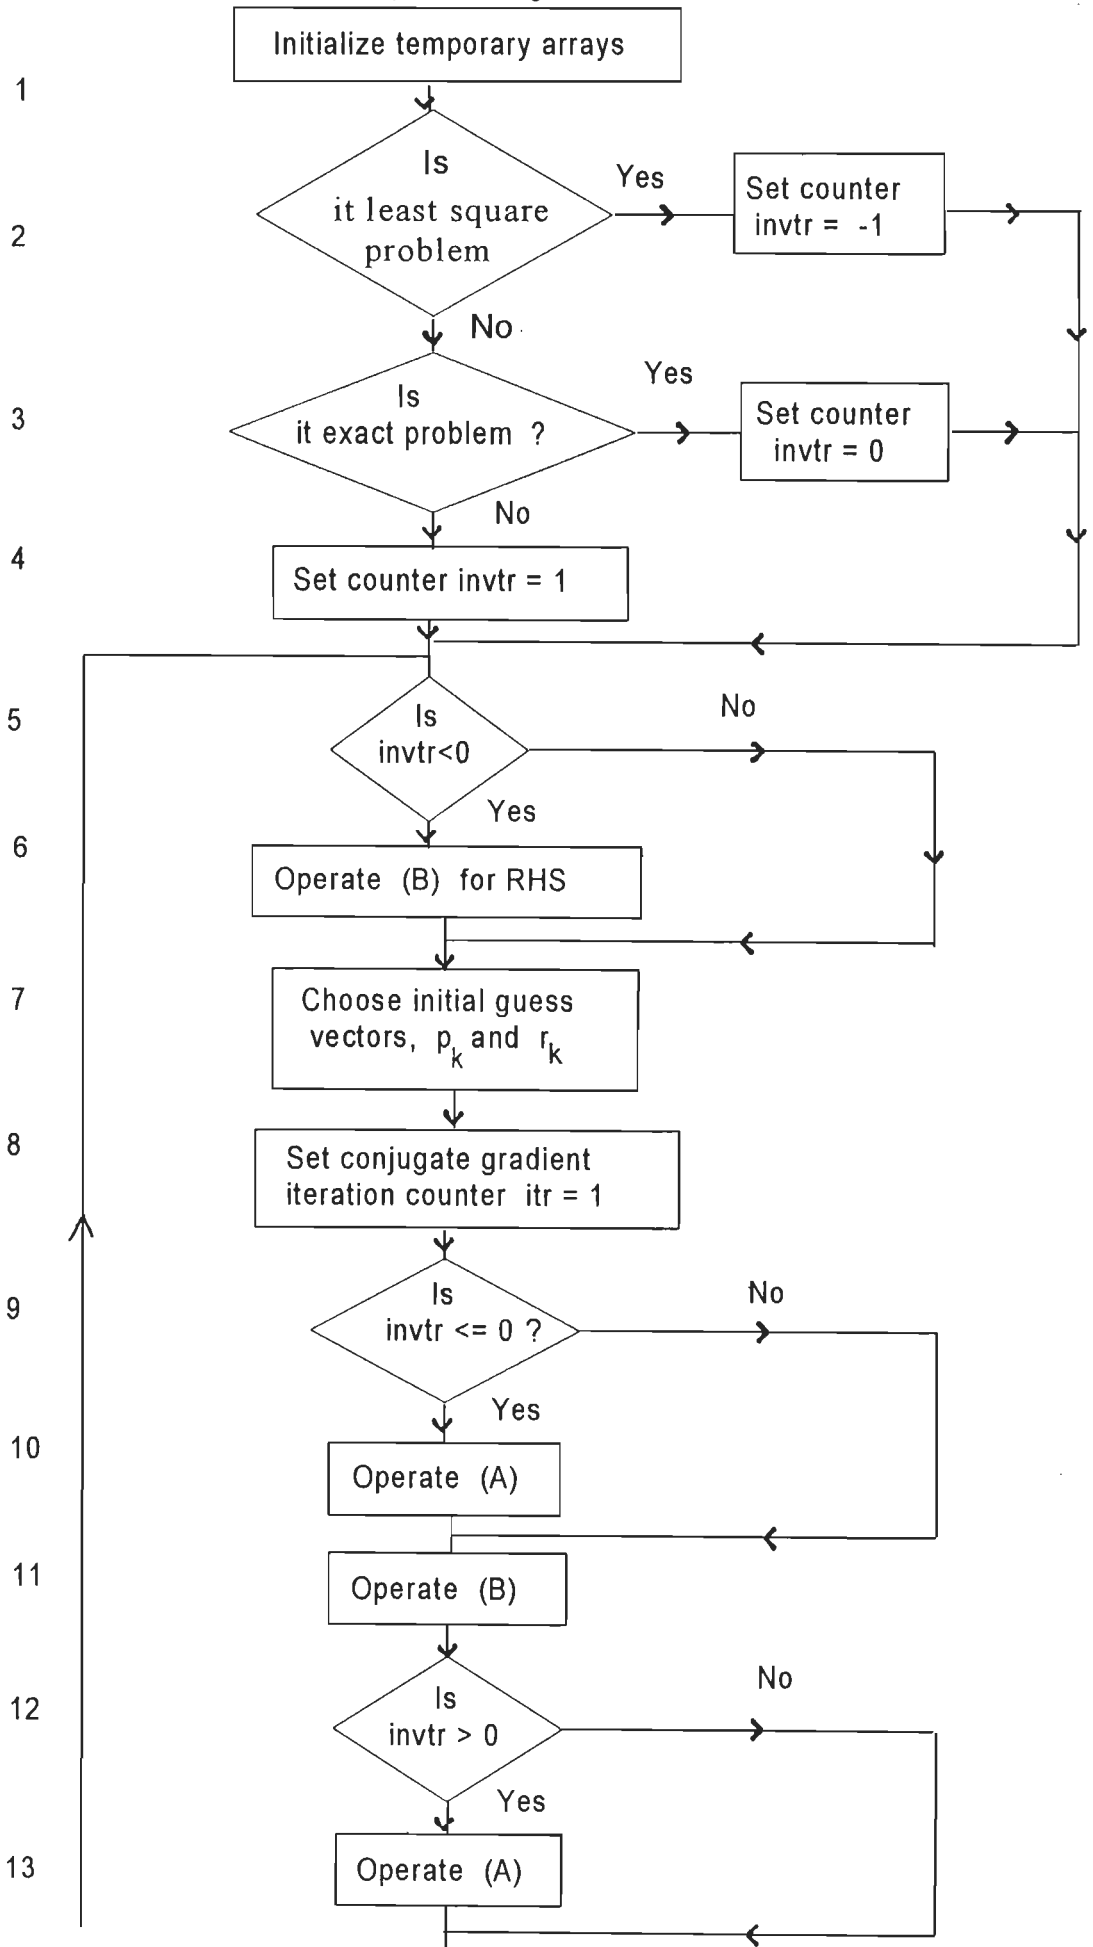 Initialize temporary arrays
1
Is
it least square
problem
Yes
Set counter
invtr = -1
2
No
Is
it exact problem ?
Yes
Set counter
invtr = 0
3
No
4
Set counter invtr = 1
5
Is
invtr<0
No
Yes
6
Operate (B) for RHS
7
Choose initial guess
vectors, pk and rk
8
Set conjugate gradient
iteration counter itr = 1
9
Is
invtr <= 0 ?
No
Yes
10
Operate (A)
11
Operate (B)
12
Is
invtr > 0
No
Yes
13
Operate (A)